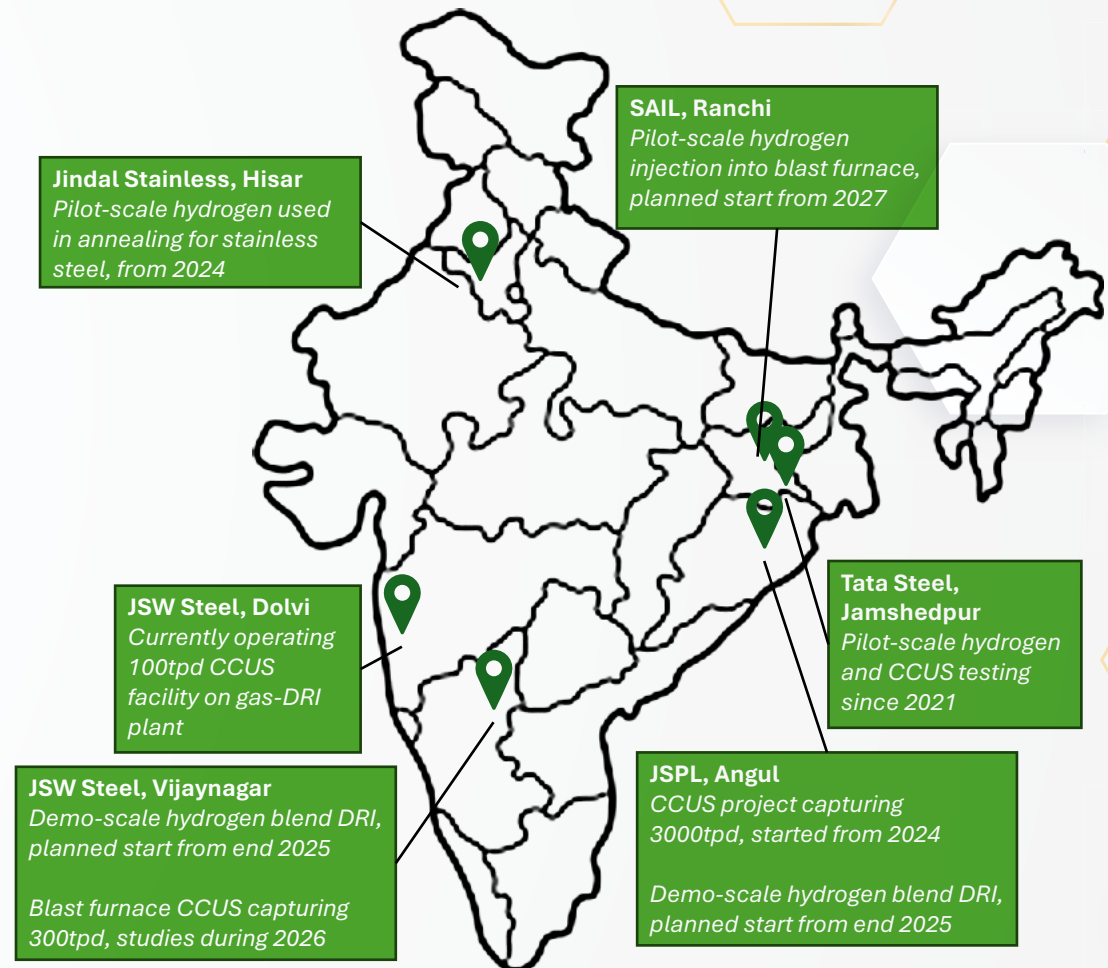 SAIL, Ranchi
Pilot-scale hydrogen
injection into blast furnace,
planned start from 2027
Jindal Stainless, Hisar
Pilot-scale hydrogen used
in annealing for stainless
steel, from 2024
JSW Steel, Dolvi
Currently operating
100tpd CCUS
facility on gas-DRI
plant
Tata Steel,
Jamshedpur
Pilot-scale hydrogen
and CCUS testing
since 2021
JSW Steel, Vijaynagar
Demo-scale hydrogen blend DRI,
planned start from end 2025
Blast furnace CCUS capturing
300tpd, studies during 2026
JSPL, Angul
CCUS project capturing
3000tpd, started from 2024
Demo-scale hydrogen blend DRI,
planned start from end 2025